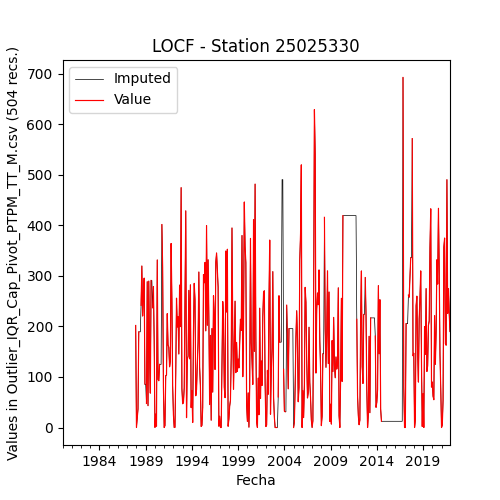 LOCF - Station 25025330
Values in Outlier_IQR_Cap_Pivot_PTPM_TT_M.csv (504 recs.)
700
600
500
400
300
200
100
0
Imputed
Value
1984 1989 1994 1999 2004 2009 2014 2019
Fecha